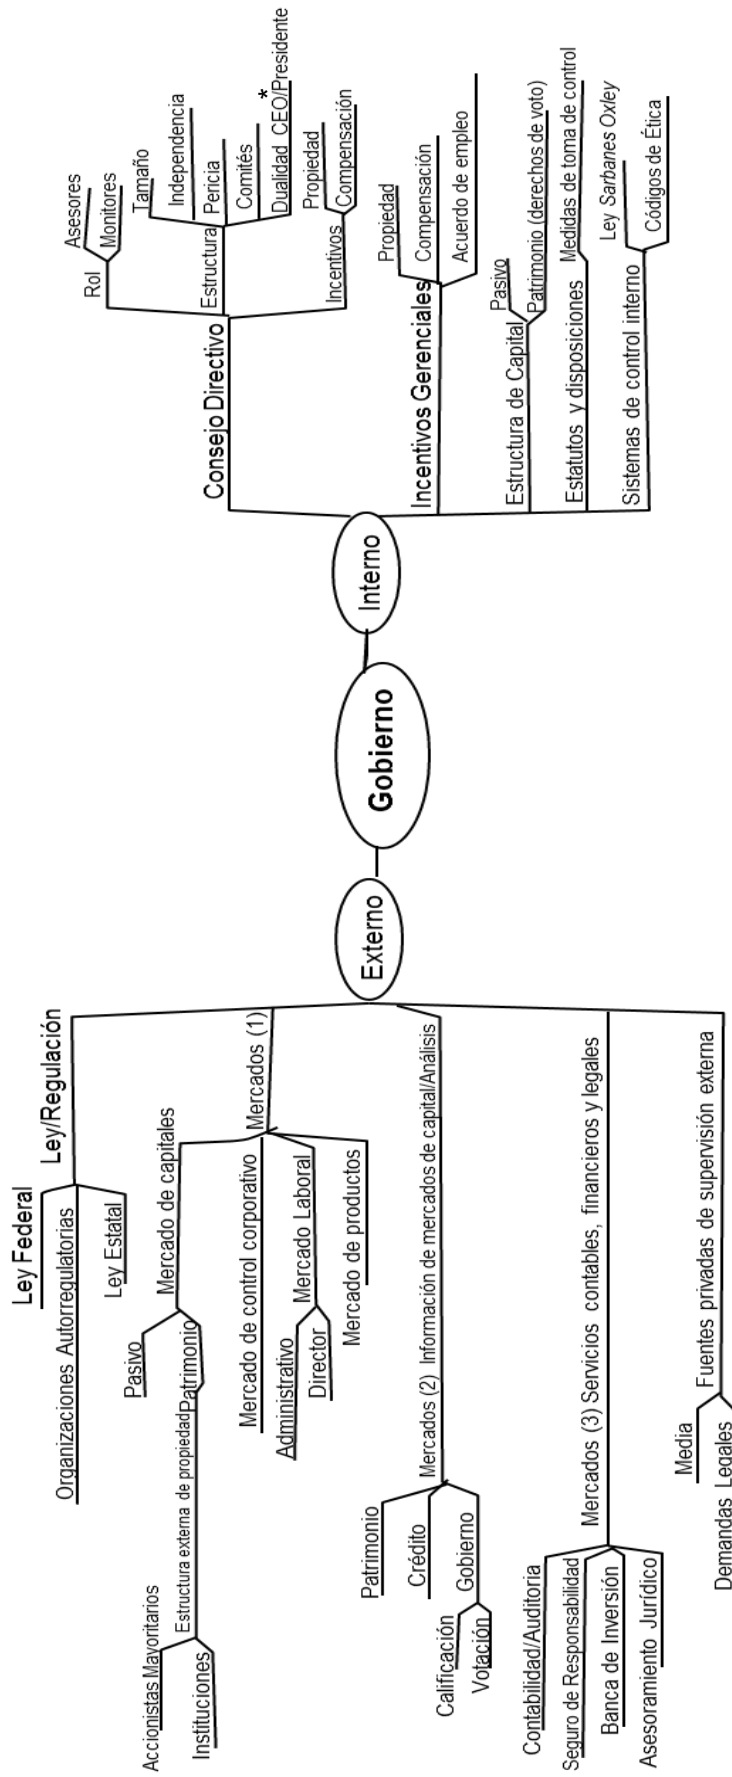 Gobierno
Externo
Ley/Regulación
Ley Federal
Organizaciones Autorregulatorias
Ley Estatal
Mercados (1)
Mercado de capitales
Pasivo
Patrimonio
Estructura externa de propiedad
Accionistas Mayoritarios
Instituciones
Mercado de control corporativo
Mercado Laboral
Administrativo
Director
Mercado de productos
Mercados (2) Información de mercados de capital/Análisis
Patrimonio
Crédito
Gobierno
Calificación
Votación
Mercados (3) Servicios contables, financieros y legales
Contabilidad/Auditoria
Seguro de Responsabilidad
Banca de Inversión
Asesoramiento Jurídico
Fuentes privadas de supervisión externa
Media
Demandas Legales
Interno
Consejo Directivo
Rol
Asesores
Monitores
Estructura
Tamaño
Independencia
Pericia
Comités
Dualidad CEO/Presidente *
Incentivos
Propiedad
Compensación
Incentivos Gerenciales
Propiedad
Compensación
Acuerdo de empleo
Estructura de Capital
Pasivo
Patrimonio (derechos de voto)
Estatutos y disposiciones
Medidas de toma de control
Sistemas de control interno
Ley Sarbanes Oxley
Códigos de Ética